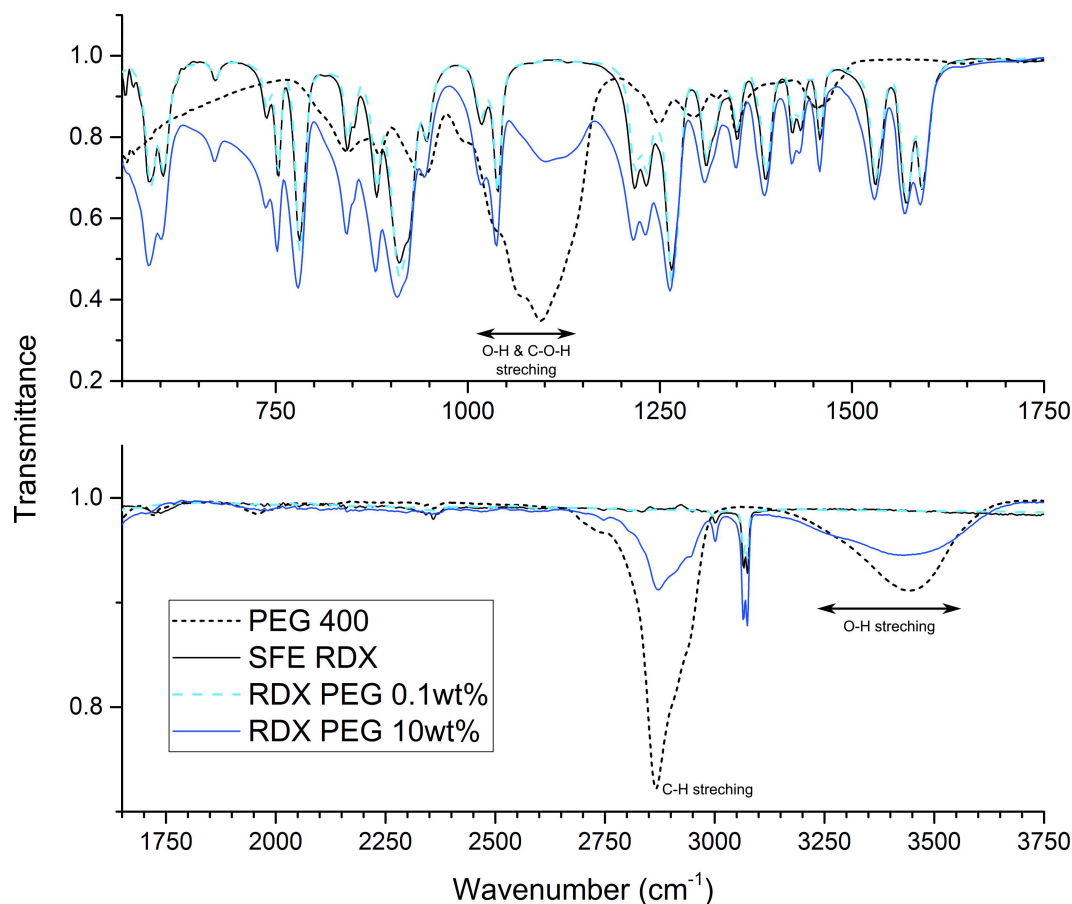 1.0
0.8
0.6
0.4
0.2
O-H & C-O-H
streching
750
1000
1250
1500
1750
Transmittance
1.0
0.8
PEG 400
SFE RDX
RDX PEG 0.1wt%
RDX PEG 10wt%
C-H streching
O-H streching
1750
2000
2250
2500
2750
3000
3250
3500
3750
Wavenumber (cm⁻¹)